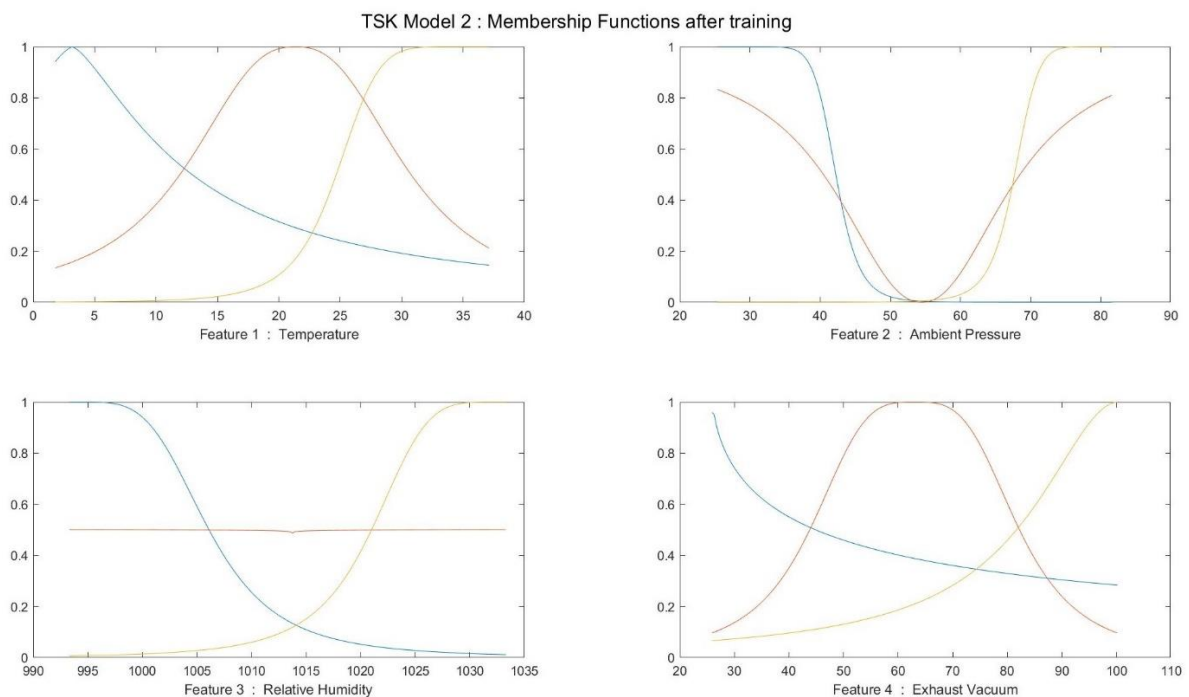 TSK Model 2 : Membership Functions after training
1
0.8
0.6
0.4
0.2
0
0 5 10 15 20 25 30 35 40
Feature 1 : Temperature
1
0.8
0.6
0.4
0.2
0
20 30 40 50 60 70 80 90
Feature 2 : Ambient Pressure
1
0.8
0.6
0.4
0.2
0
990 995 1000 1005 1010 1015 1020 1025 1030 1035
Feature 3 : Relative Humidity
1
0.8
0.6
0.4
0.2
0
20 30 40 50 60 70 80 90 100 110
Feature 4 : Exhaust Vacuum